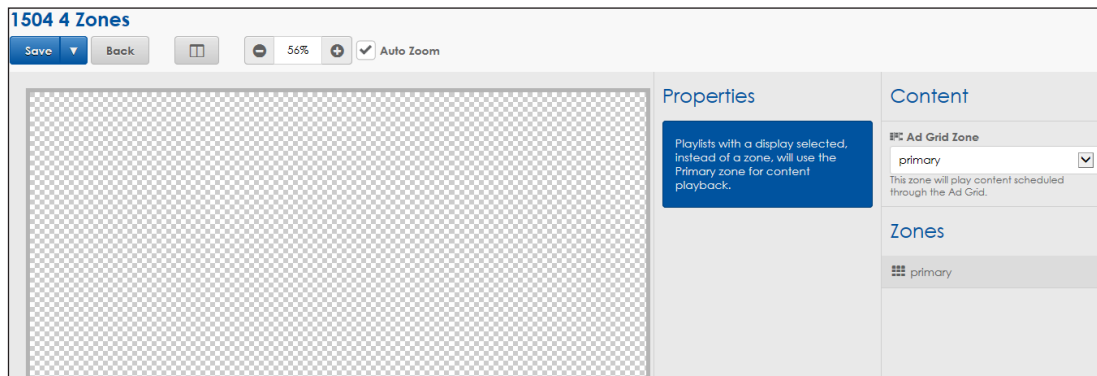 1504 4 Zones
Save ▼ Back 56% Auto Zoom
Properties
Playlists with a display selected,
instead of a zone, will use the
Primary zone for content
playback.
Content
Ad Grid Zone
primary
This zone will play content scheduled
through the Ad Grid.
Zones
primary